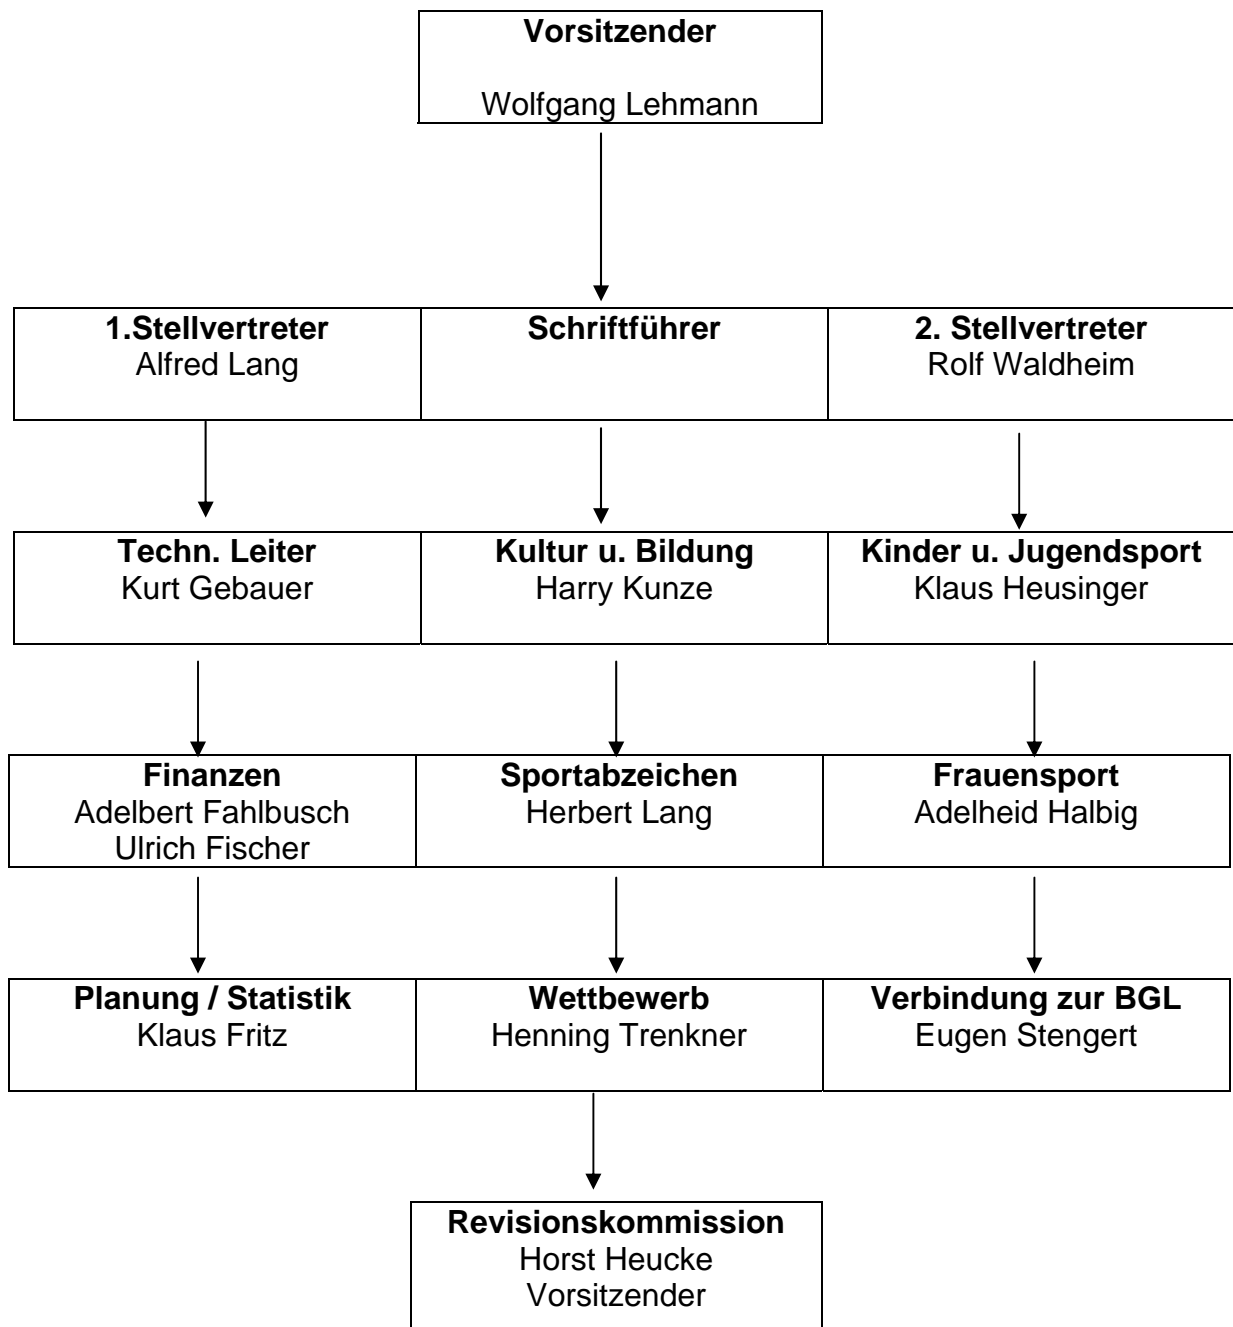 Vorsitzender
Wolfgang Lehmann
1.Stellvertreter
Alfred Lang
Schriftführer
2. Stellvertreter
Rolf Waldheim
Techn. Leiter
Kurt Gebauer
Kultur u. Bildung
Harry Kunze
Kinder u. Jugendsport
Klaus Heusinger
Finanzen
Adelbert Fahlbusch
Ulrich Fischer
Sportabzeichen
Herbert Lang
Frauensport
Adelheid Halbig
Planung / Statistik
Klaus Fritz
Wettbewerb
Henning Trenkner
Verbindung zur BGL
Eugen Stengert
Revisionskommission
Horst Heucke
Vorsitzender